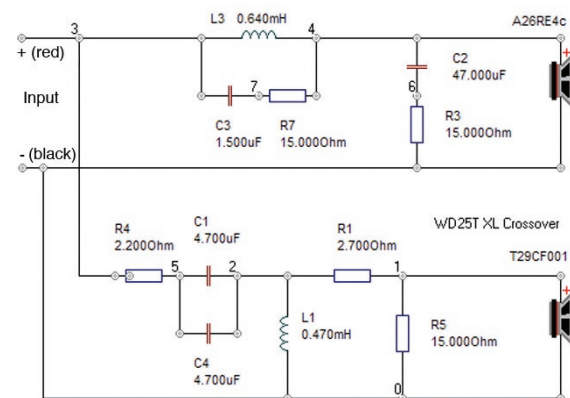 L3 0.640mH
A26RE4c
3
4
+
+ (red)
C2
47.000uF
Input
7
6
C3
1.500uF
R7
15.000Ohm
R3
15.000Ohm
- (black)
WD25T XL Crossover
R4
2.200Ohm
C1
4.700uF
R1
2.700Ohm
T29CF001
5
2
1
+
L1
0.470mH
R5
15.000Ohm
C4
4.700uF
0